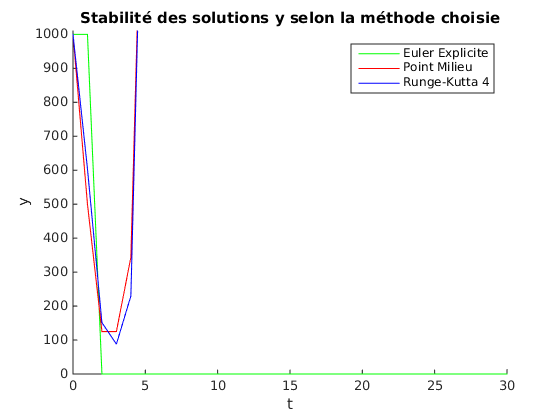 Stabilité des solutions y selon la méthode choisie
Euler Explicite
Point Milieu
Runge-Kutta 4
1000
900
800
700
600
500
400
300
200
100
0
y
0 5 10 15 20 25 30
t